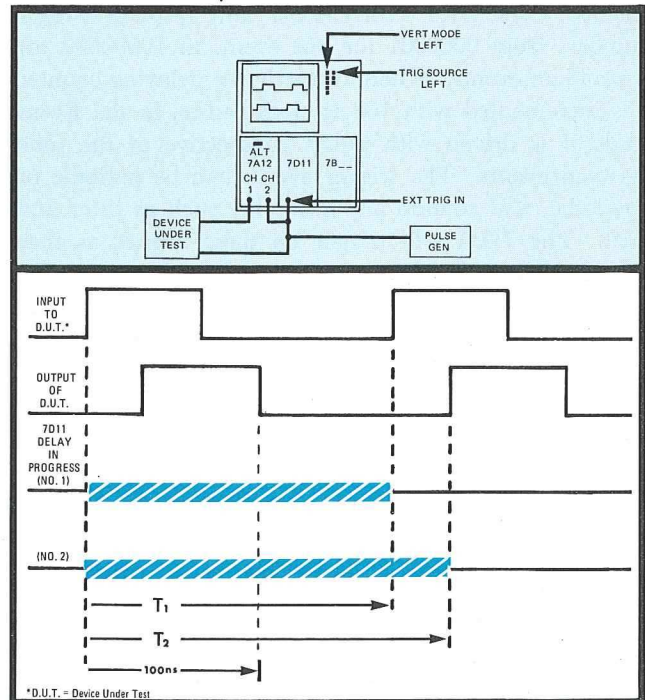 VERT MODE
LEFT
TRIG SOURCE
LEFT
ALT
7A12
CH CH
1 2
7D11
7B__
EXT TRIG IN
DEVICE
UNDER
TEST
PULSE
GEN
INPUT
TO
D.U.T.*
OUTPUT
OF
D.U.T.
7D11
DELAY
IN
PROGRESS
(NO. 1)
(NO. 2)
T1
T2
100ns
*D.U.T. = Device Under Test